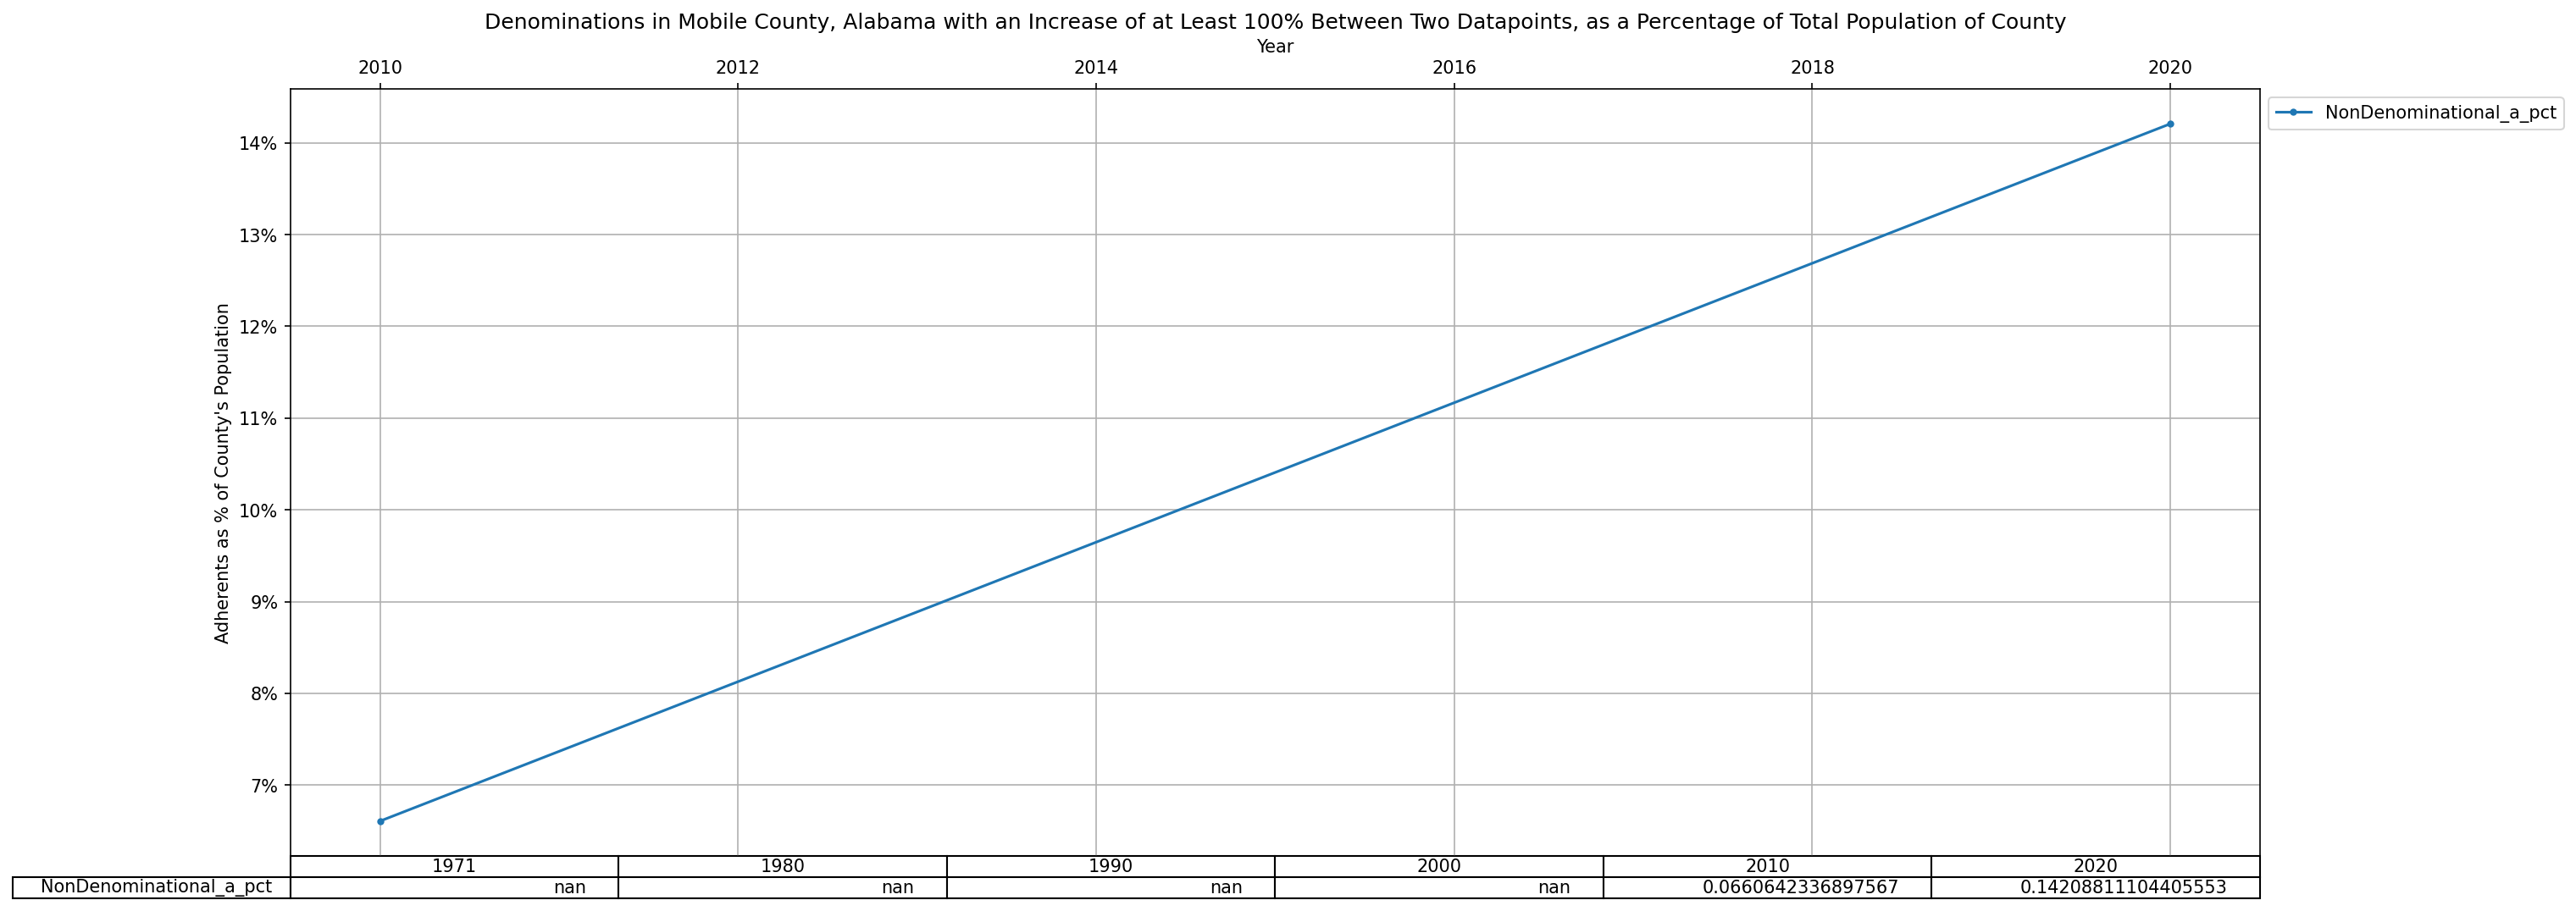 Denominations in Mobile County, Alabama with an Increase of at Least 100% Between Two Datapoints, as a Percentage of Total Population of County
Year
2010 2012 2014 2016 2018 2020
NonDenominational_a_pct
Adherents as % of County's Population
14%
13%
12%
11%
10%
9%
8%
7%
1971 1980 1990 2000 2010 2020
NonDenominational_a_pct nan nan nan nan 0.0660642336897567 0.14208811104405553